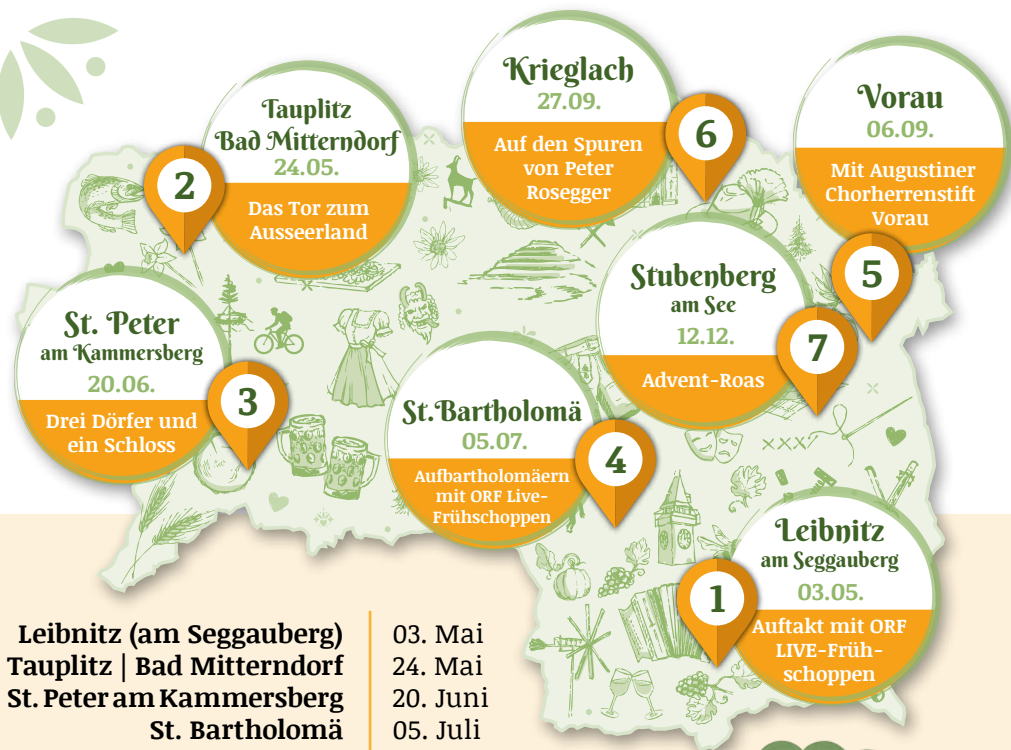 Krieglach
27.09.
Auf den Spuren
von Peter
Rosegger
6
Vorau
06.09.
Mit Augustiner
Chorherrenstift
Vorau
5
Tauplitz
Bad Mitterndorf
24.05.
Das Tor zum
Ausseerland
2
Stubenberg
am See
12.12.
Advent-Roas
7
St. Peter
am Kammersberg
20.06.
Drei Dörfer und
ein Schloss
3
St.Bartholomä
05.07.
Aufbartholomäern
mit ORF Live-
Frühschoppen
4
Leibnitz
am Seggauberg
03.05.
Auftakt mit ORF
LIVE-Früh-
schoppen
1
Leibnitz (am Seggauberg) 03. Mai
Tauplitz | Bad Mitterndorf 24. Mai
St. Peter am Kammersberg 20. Juni
St. Bartholomä 05. Juli